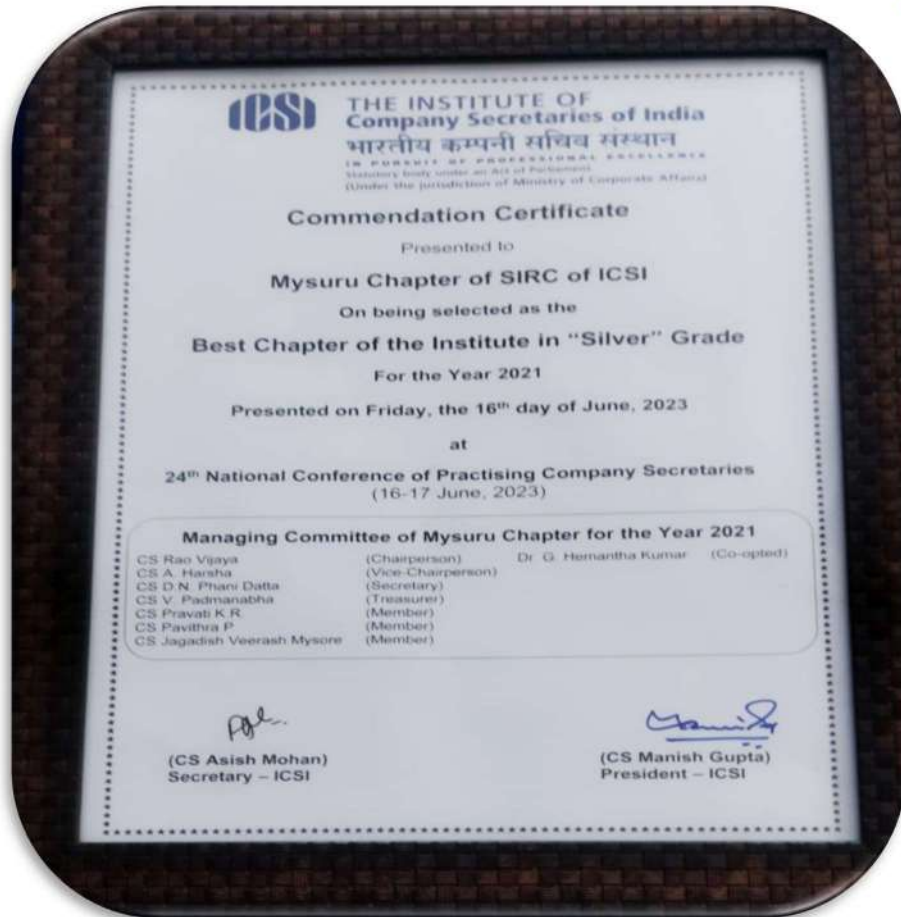 ICSI
THE INSTITUTE OF
Company Secretaries of India
भारतीय कम्पनी सचिव संस्थान
IN PURSUIT OF PROFESSIONAL EXCELLENCE
Statutory body under an Act of Parliament
(Under the jurisdiction of Ministry of Corporate Affairs)
Commendation Certificate
Presented to
Mysuru Chapter of SIRC of ICSI
On being selected as the
Best Chapter of the Institute in “Silver” Grade
For the Year 2021
Presented on Friday, the 16th day of June, 2023
at
24th National Conference of Practising Company Secretaries
(16-17 June, 2023)
Managing Committee of Mysuru Chapter for the Year 2021
CS Rao Vijaya (Chairperson) Dr. G. Hemantha Kumar (Co-opted)
CS A. Harsha (Vice-Chairperson)
CS D.N. Phani Datta (Secretary)
CS V. Padmanabha (Treasurer)
CS Pravati K.R. (Member)
CS Pavithra P (Member)
CS Jagadish Veerash Mysore (Member)
(CS Asish Mohan) (CS Manish Gupta)
Secretary – ICSI President – ICSI